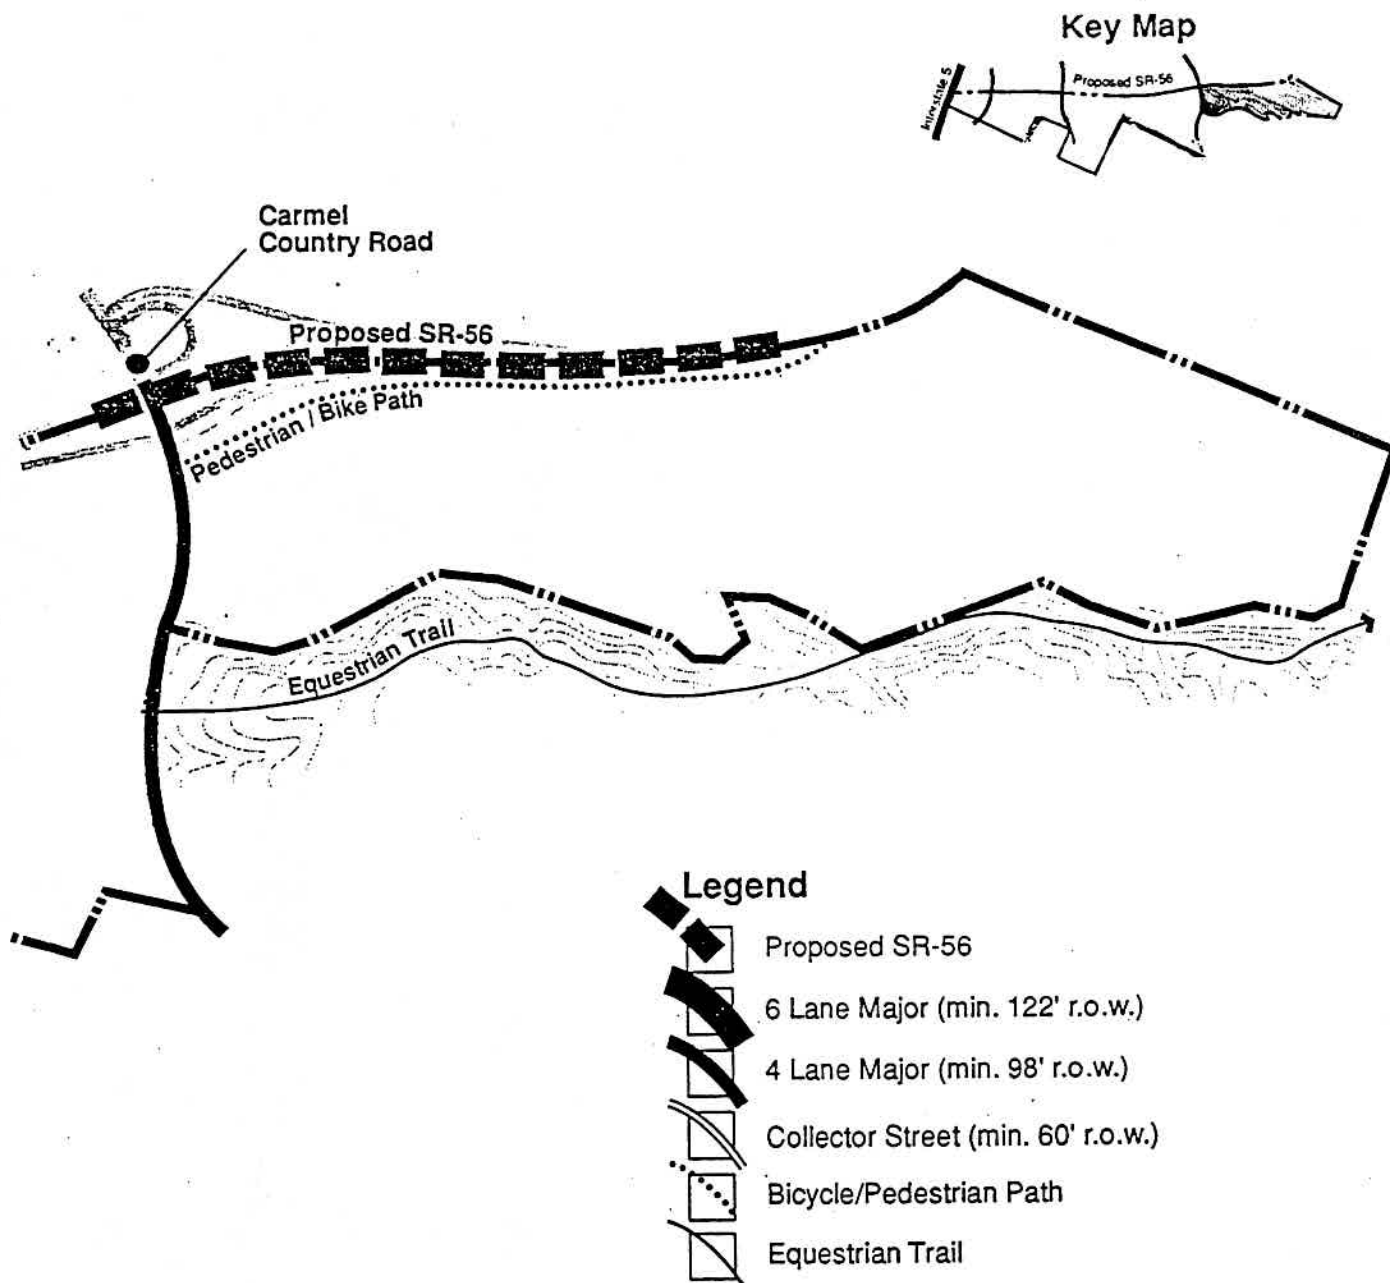 Key Map
Interstate 5
Proposed SR-56
Carmel
Country Road
Proposed SR-56
Pedestrian / Bike Path
Equestrian Trail
Legend
Proposed SR-56
6 Lane Major (min. 122' r.o.w.)
4 Lane Major (min. 98' r.o.w.)
Collector Street (min. 60' r.o.w.)
Bicycle/Pedestrian Path
Equestrian Trail